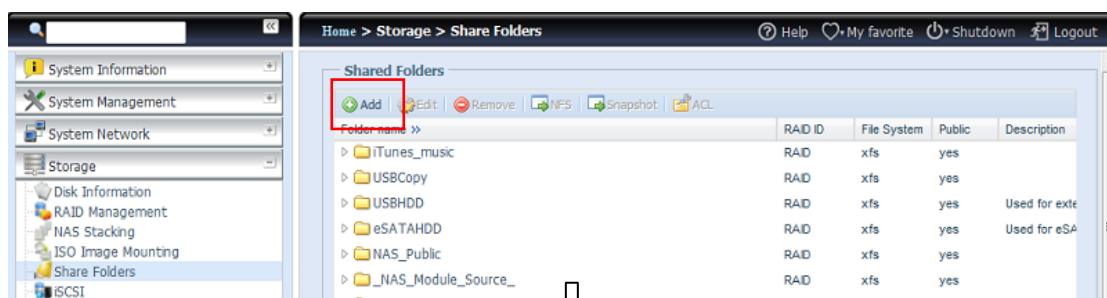 Home > Storage > Share Folders
Help My favorite Shutdown Logout
System Information
System Management
System Network
Storage
Disk Information
RAID Management
NAS Stacking
ISO Image Mounting
Share Folders
iSCSI
Shared Folders
Add Edit Remove NFS Snapshot ACL
Folder name » RAID ID File System Public Description
iTunes_music RAID xfs yes
USBCopy RAID xfs yes
USBHDD RAID xfs yes Used for exte
eSATAHDD RAID xfs yes Used for eSA
NAS_Public RAID xfs yes
_NAS_Module_Source_ RAID xfs yes